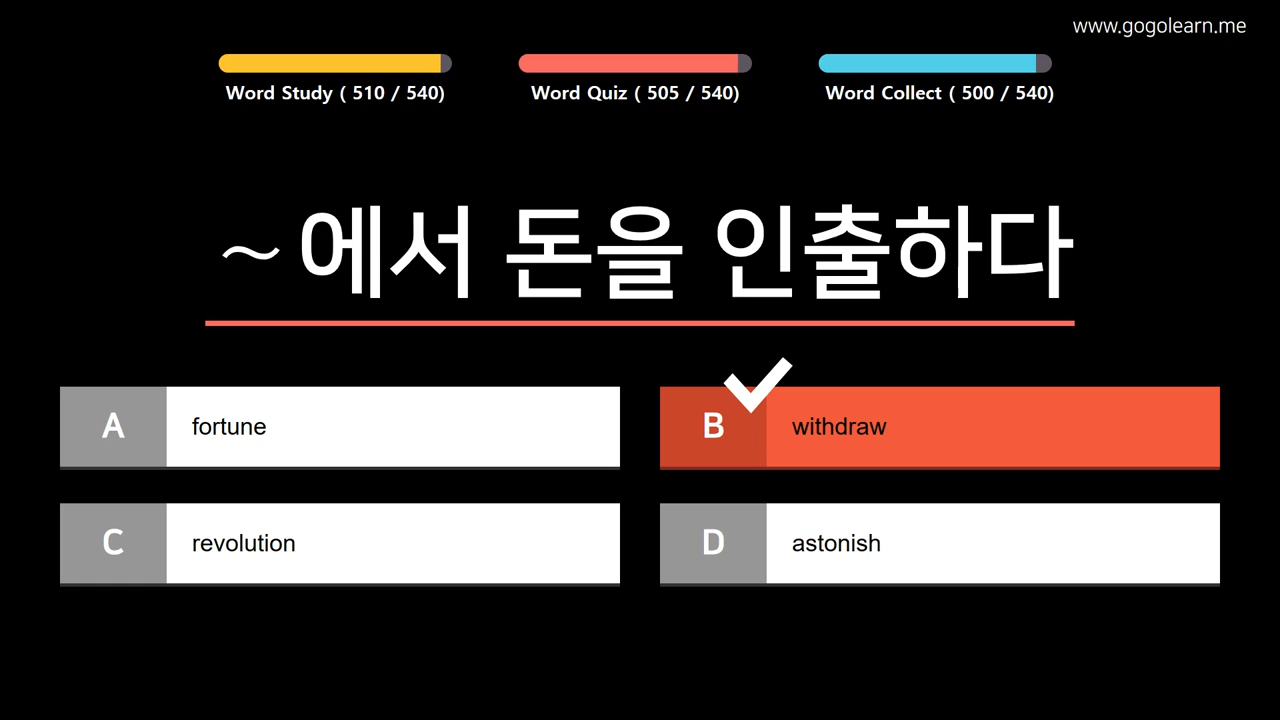 www.gogolearn.me
Word Study ( 510 / 540)
Word Quiz ( 505 / 540)
Word Collect ( 500 / 540)
~ 에서 돈을 인출하다
A fortune
B withdraw
C revolution
D astonish